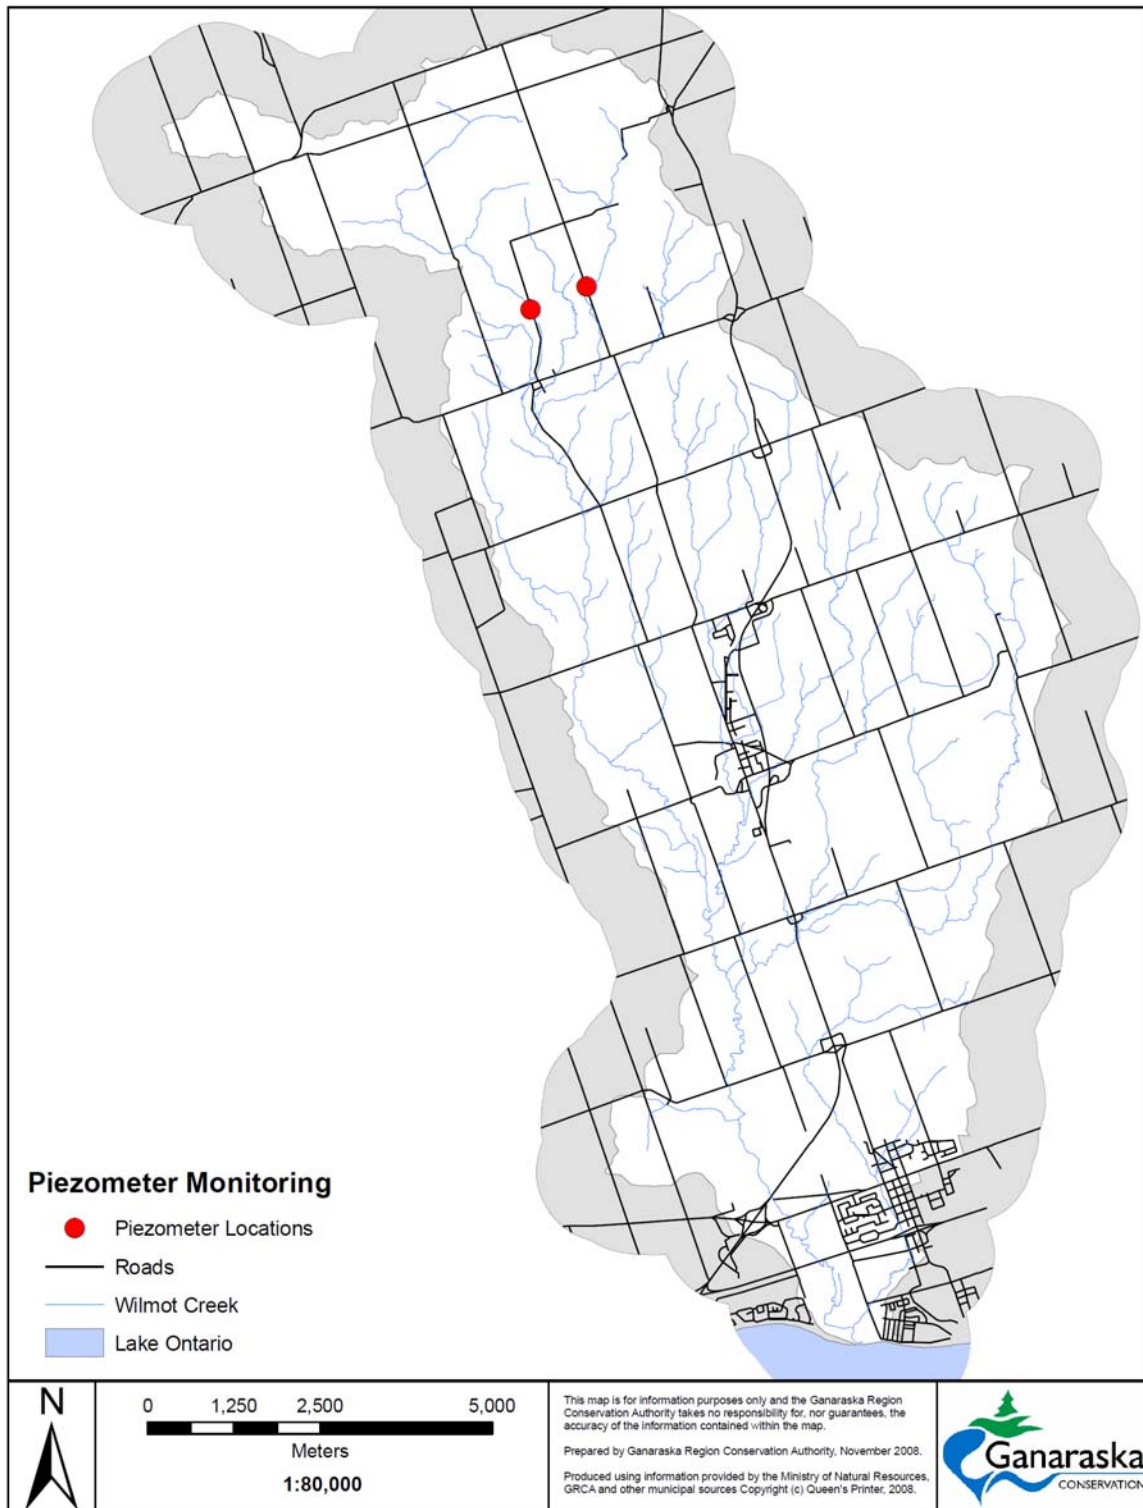 Piezometer Monitoring
Piezometer Locations
Roads
Wilmot Creek
Lake Ontario
N
0 1,250 2,500 5,000
Meters
1:80,000
This map is for information purposes only and the Ganaraska Region
Conservation Authority takes no responsibility for, nor guarantees, the
accuracy of the information contained within the map.
Prepared by Ganaraska Region Conservation Authority, November 2008.
Produced using information provided by the Ministry of Natural Resources,
GRCA and other municipal sources Copyright (c) Queen's Printer, 2008.
Ganaraska
CONSERVATION